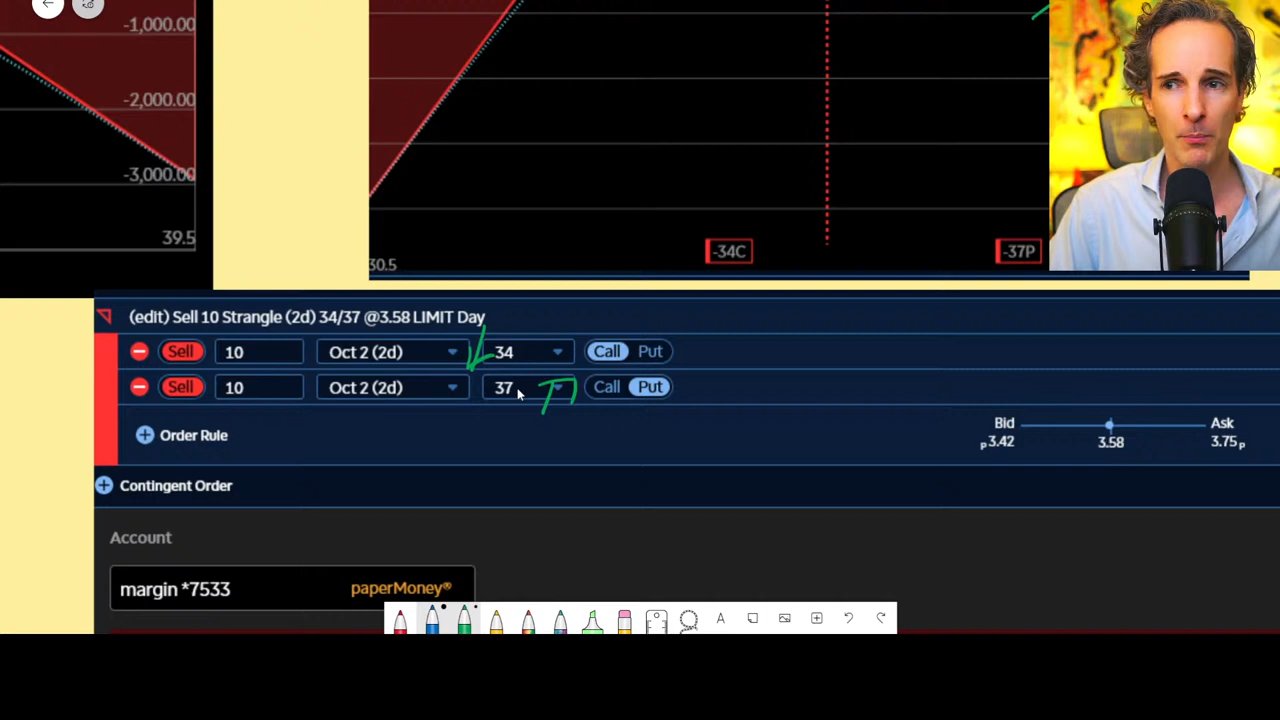 -1,000.00
-2,000.00
-3,000.00
39.5
-34C
-37P
30.5
(edit) Sell 10 Strangle (2d) 34/37 @3.58 LIMIT Day
Sell 10 Oct 2 (2d) 34 Call Put
Sell 10 Oct 2 (2d) 37 Call Put
Order Rule
Bid Ask
p3.42 3.58 3.75p
Contingent Order
Account
margin *7533 paperMoney®
A